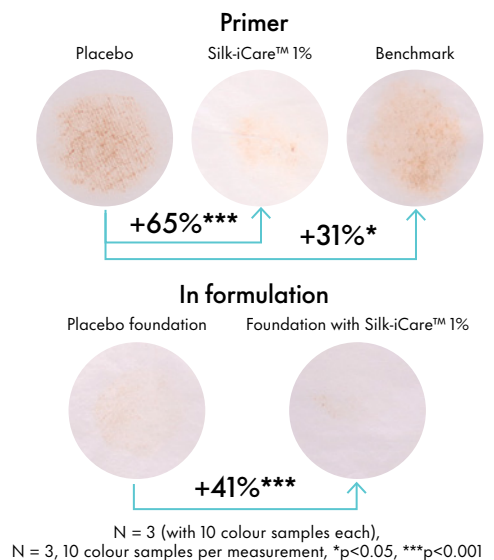 Primer
Placebo
Silk-iCare™ 1%
Benchmark
+65%***
+31%*
In formulation
Placebo foundation
Foundation with Silk-iCare™ 1%
+41%***
N = 3 (with 10 colour samples each),
N = 3, 10 colour samples per measurement, *p<0.05, ***p<0.001